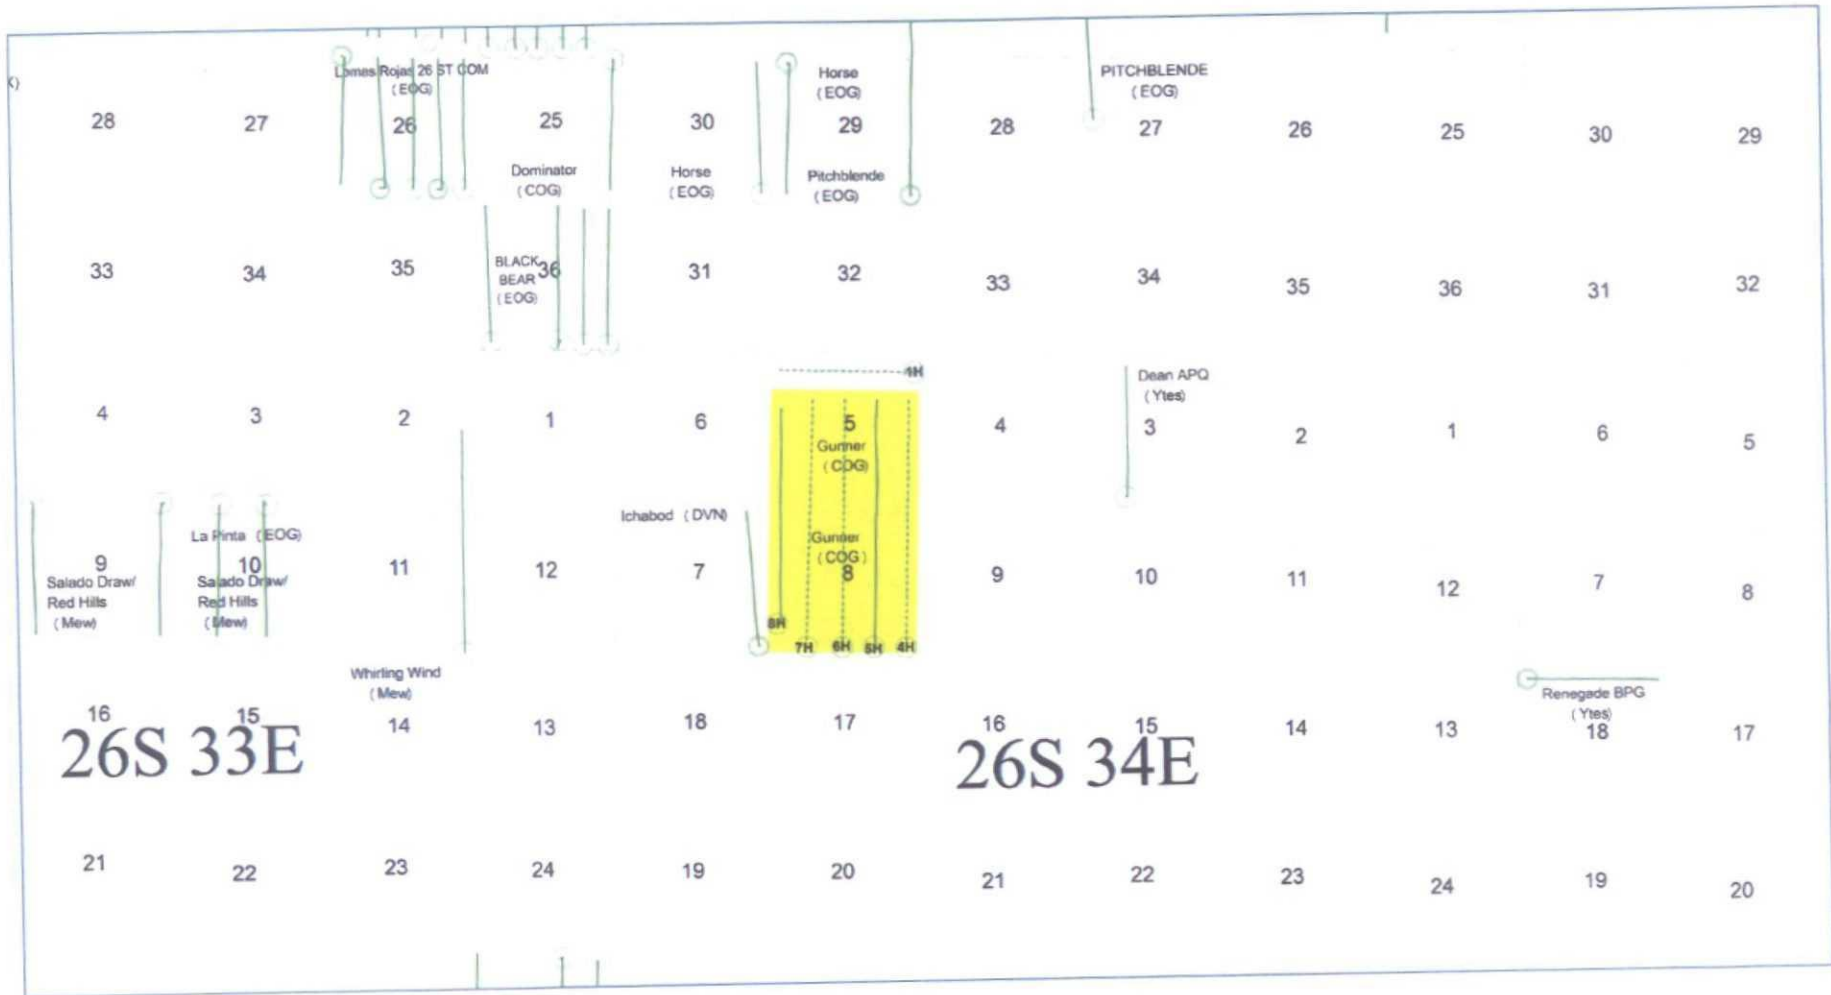 Lomas Rojas 26 ST COM
(EOG)
Horse
(EOG)
PITCHBLENDE
(EOG)
28
27
26
25
30
29
28
27
26
25
30
29
Dominator
(COG)
Horse
(EOG)
Pitchblende
(EOG)
33
34
35
BLACK
BEAR
(EOG)
36
31
32
33
34
35
36
31
32
1H
Dean APQ
(Ytes)
4
3
2
1
6
5
Gunner
(COG)
4
3
2
1
6
5
Ichabod (DVN)
La Pinta (EOG)
9
Salado Draw/
Red Hills
(Mew)
10
Salado Draw/
Red Hills
(Mew)
11
12
7
Gunner
(COG)
8
9
10
11
12
7
8
8H
7H
6H
5H
4H
Whirling Wind
(Mew)
Renegade BPG
(Ytes)
16
15
14
13
18
17
16
15
14
13
18
17
26S 33E
26S 34E
21
22
23
24
19
20
21
22
23
24
19
20